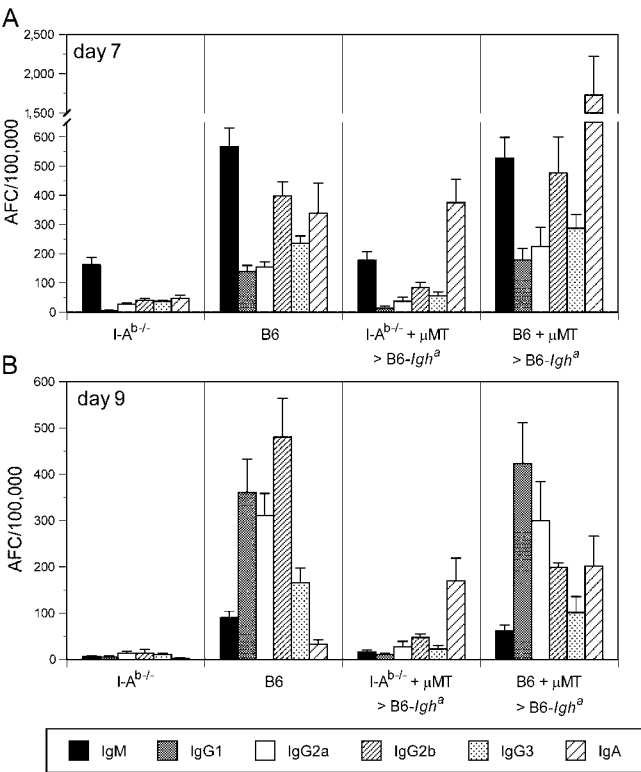 A
day 7
2,500
2,000
1,500
600
500
400
300
200
100
0
AFC/100,000
I-Ab-/-
B6
I-Ab-/- + μMT
> B6-Igha
B6 + μMT
> B6-Igha
B
day 9
600
500
400
300
200
100
0
AFC/100,000
I-Ab-/-
B6
I-Ab-/- + μMT
> B6-Igha
B6 + μMT
> B6-Igha
IgM IgG1 IgG2a IgG2b IgG3 IgA